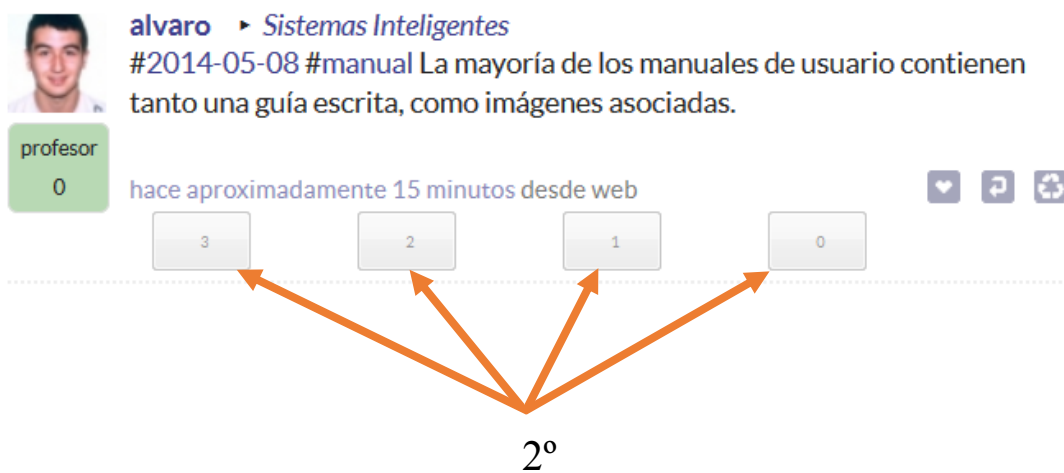 alvaro ▸ Sistemas Inteligentes
#2014-05-08 #manual La mayoría de los manuales de usuario contienen
tanto una guía escrita, como imágenes asociadas.
profesor
0
hace aproximadamente 15 minutos desde web
3 2 1 0
2º